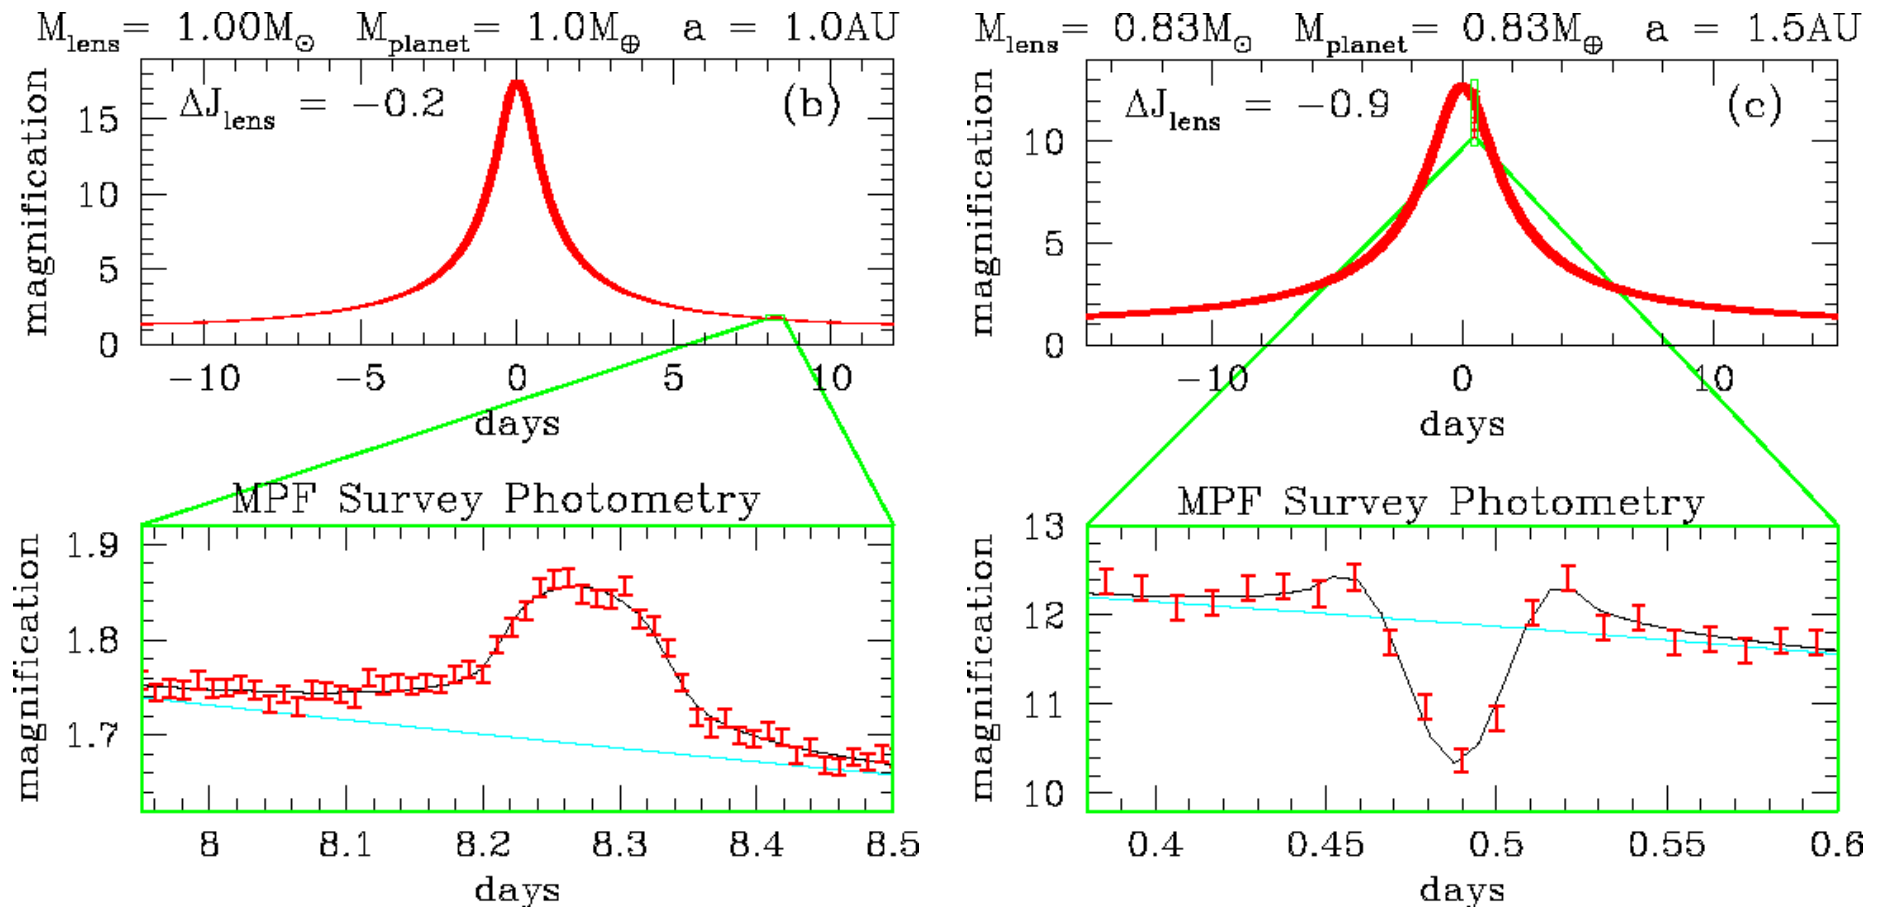 M_lens= 1.00M_⊙ M_planet= 1.0M_⊕ a = 1.0AU
ΔJ_lens = −0.2
(b)
magnification
15
10
5
0
−10 −5 0 5 10
days
MPF Survey Photometry
magnification
1.9
1.8
1.7
8 8.1 8.2 8.3 8.4 8.5
days
M_lens= 0.83M_⊙ M_planet= 0.83M_⊕ a = 1.5AU
ΔJ_lens = −0.9
(c)
magnification
10
5
0
−10 0 10
days
MPF Survey Photometry
magnification
13
12
11
10
0.4 0.45 0.5 0.55 0.6
days